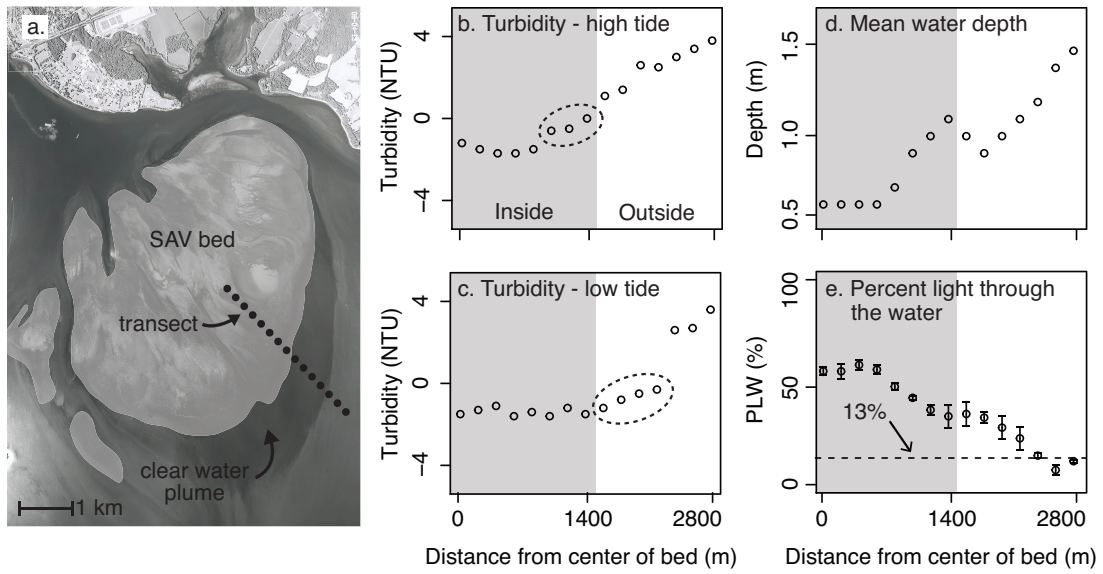 a.
SAV bed
transect
clear water
plume
1 km
b. Turbidity - high tide
Turbidity (NTU)
4
0
−4
Inside
Outside
c. Turbidity - low tide
Turbidity (NTU)
4
0
−4
0 1400 2800
Distance from center of bed (m)
d. Mean water depth
Depth (m)
1.5
1.0
0.5
e. Percent light through
the water
PLW (%)
100
50
0
13%
0 1400 2800
Distance from center of bed (m)